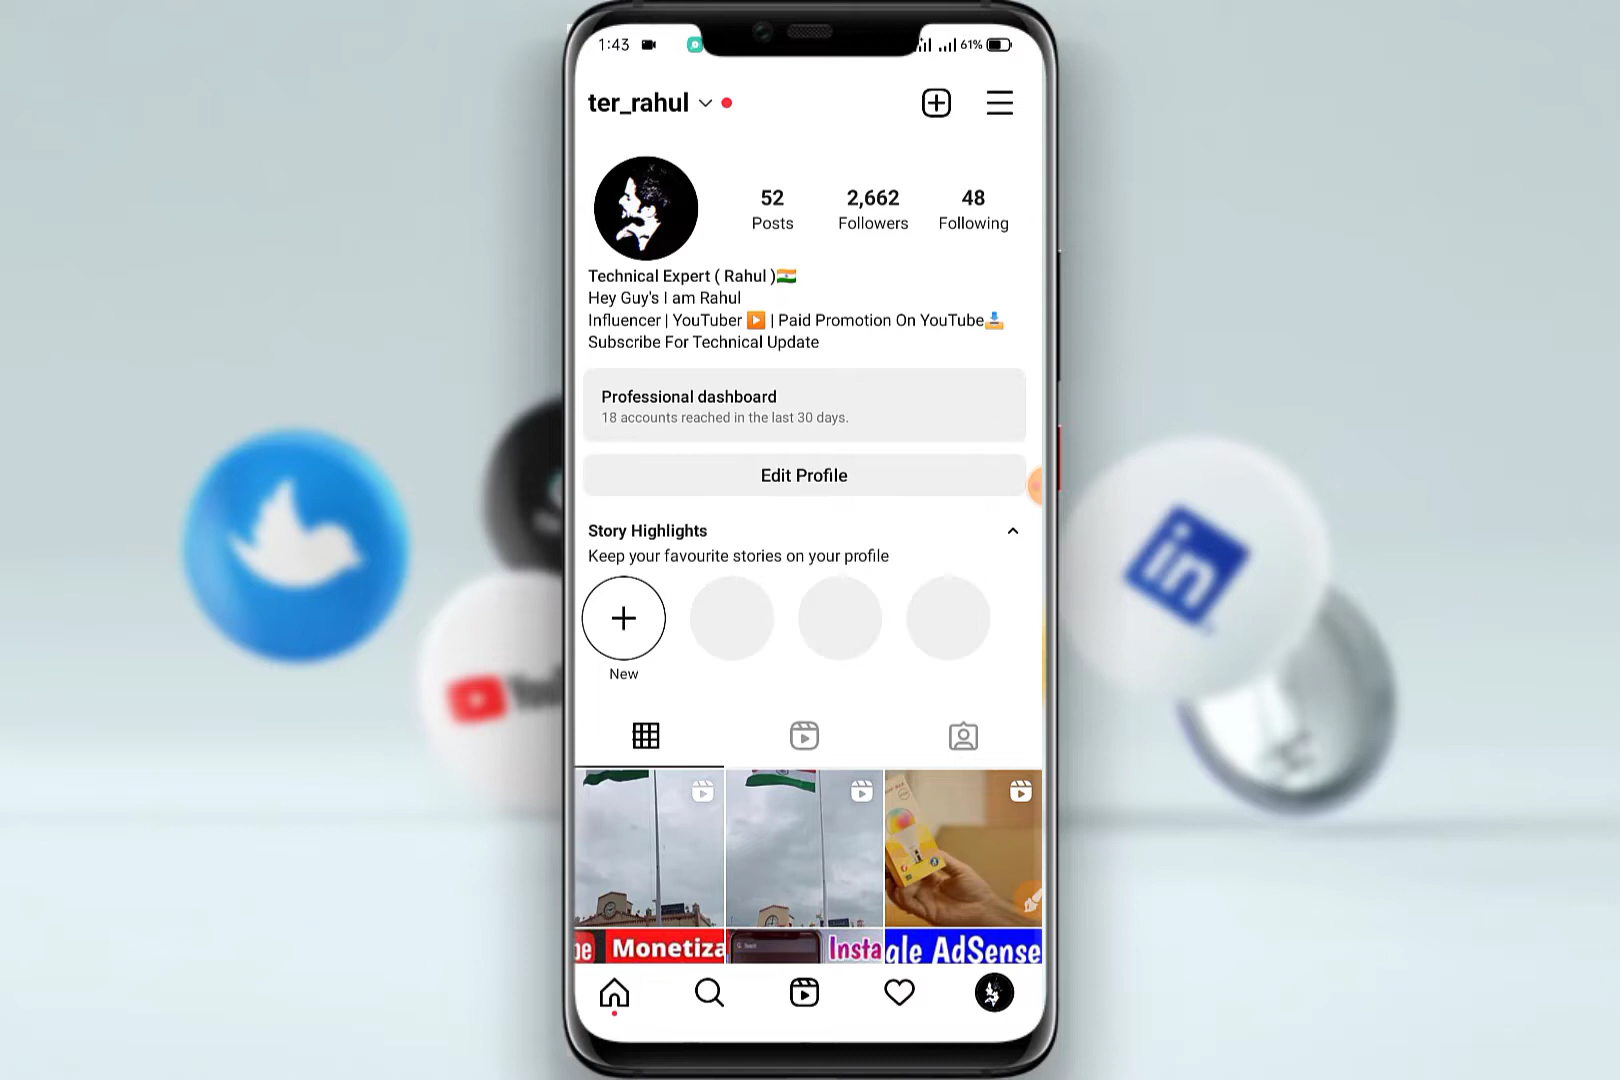 1:43
61%
ter_rahul
52
Posts
2,662
Followers
48
Following
Technical Expert ( Rahul )🇮🇳
Hey Guy's I am Rahul
Influencer | YouTuber ▶️ | Paid Promotion On YouTube📥
Subscribe For Technical Update
Professional dashboard
18 accounts reached in the last 30 days.
Edit Profile
Story Highlights
Keep your favourite stories on your profile
New
in
be Monetiza
Insta
gle AdSense